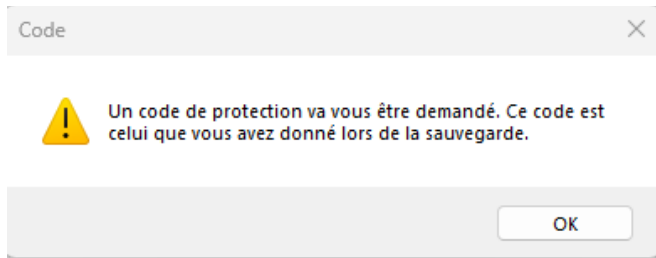 Code
Un code de protection va vous être demandé. Ce code est
celui que vous avez donné lors de la sauvegarde.
OK